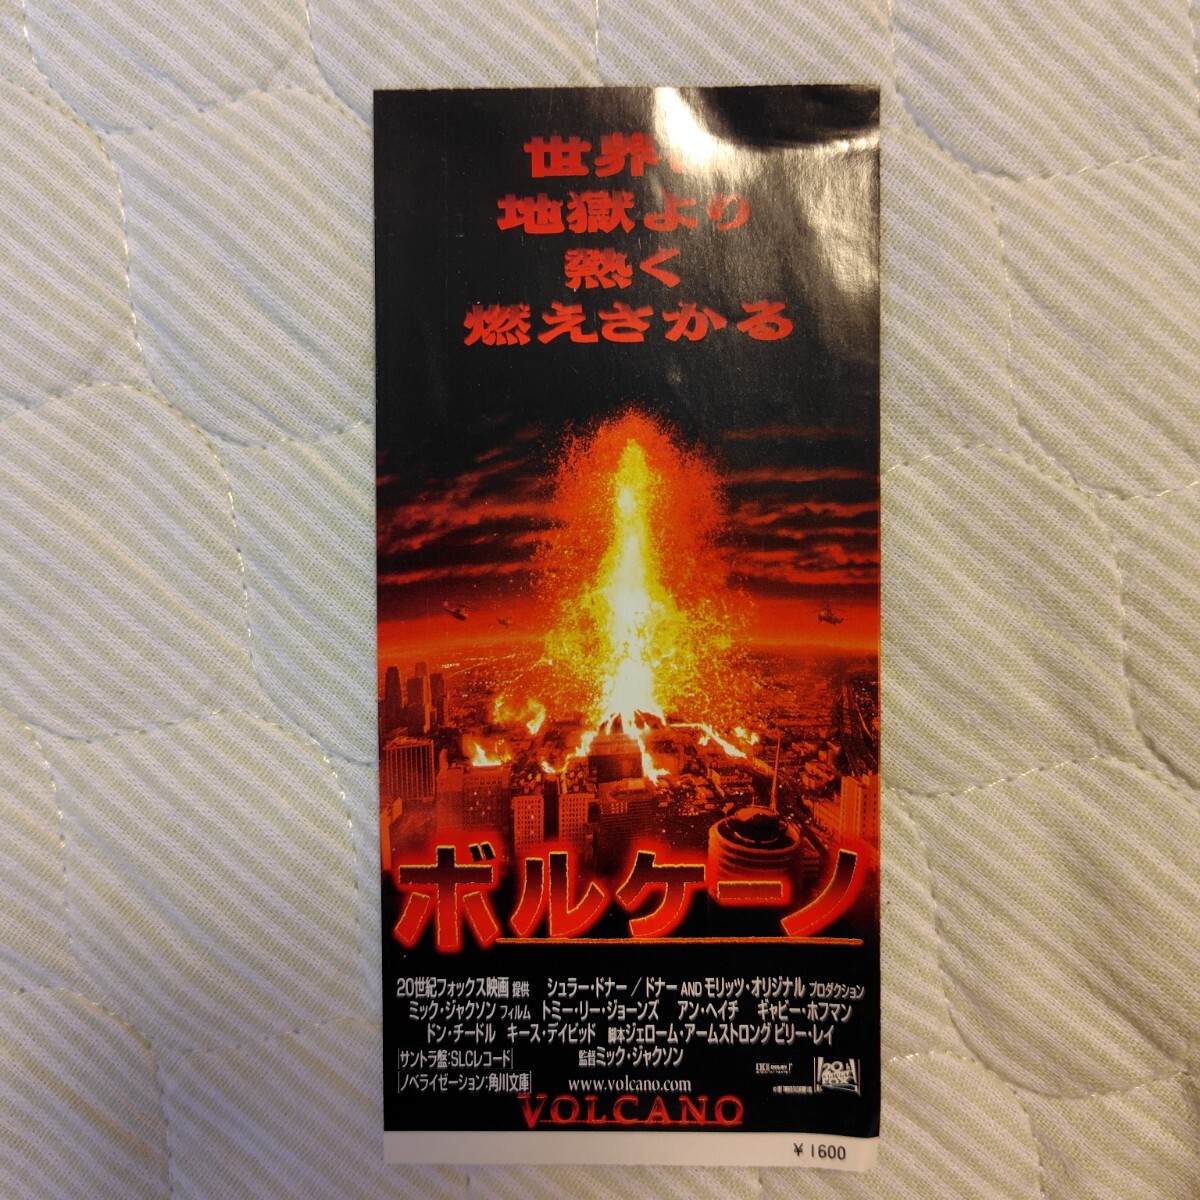 世界は
地獄より
熱く
燃えさかる
ボルケーノ
20世紀フォックス映画 提供 シュラー・ドナー/ドナー AND モリッツ・オリジナル プロダクション
ミック・ジャクソン フィルム トミー・リー・ジョーンズ アン・ヘイチ ギャビー・ホフマン
ドン・チードル キース・デイビッド 脚本 ジェローム・アームストロング ビリー・レイ
サントラ盤:SLCレコード 監督 ミック・ジャクソン
ノベライゼーション:角川文庫 www.volcano.com
VOLCANO
¥1600